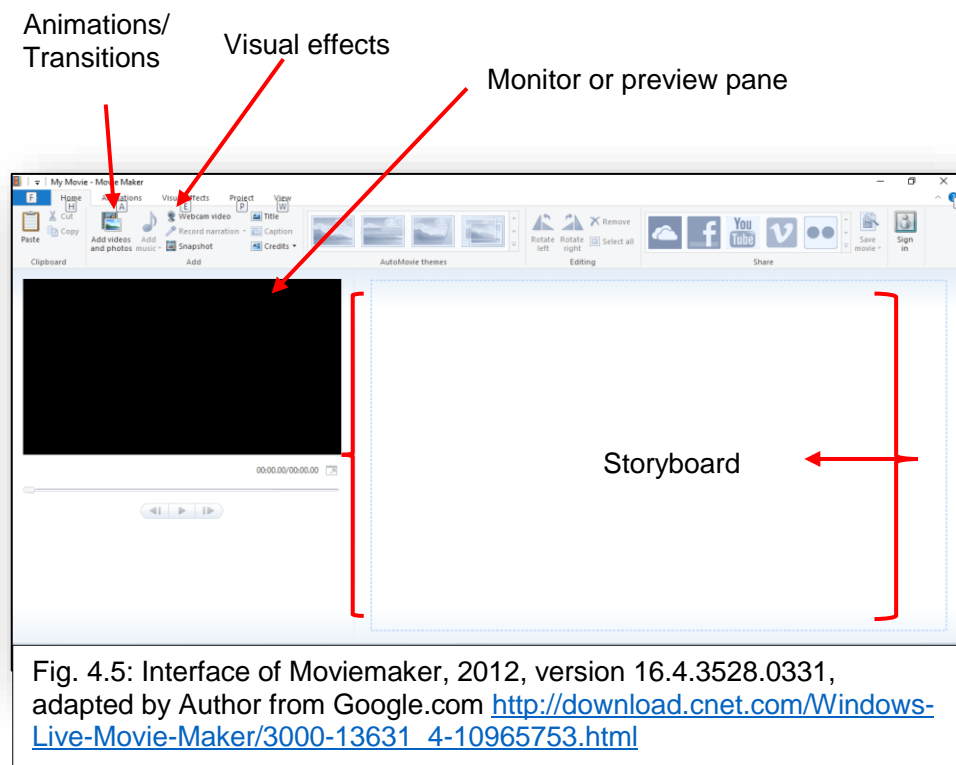 Animations/
Transitions
Visual effects
Monitor or preview pane
My Movie - Movie Maker
F
Home
Animations
Visual Effects
Project
View
H
A
E
P
W
Paste
Cut
Copy
Clipboard
Add videos
and photos
Add
music
Webcam video
Record narration
Snapshot
Title
Caption
Credits
Add
AutoMovie themes
Rotate
left
Rotate
right
Remove
Select all
Editing
You
Tube
Share
Save
movie
Sign
in
00:00.00/00:00.00
Storyboard
Fig. 4.5: Interface of Moviemaker, 2012, version 16.4.3528.0331,
adapted by Author from Google.com http://download.cnet.com/Windows-
Live-Movie-Maker/3000-13631_4-10965753.html